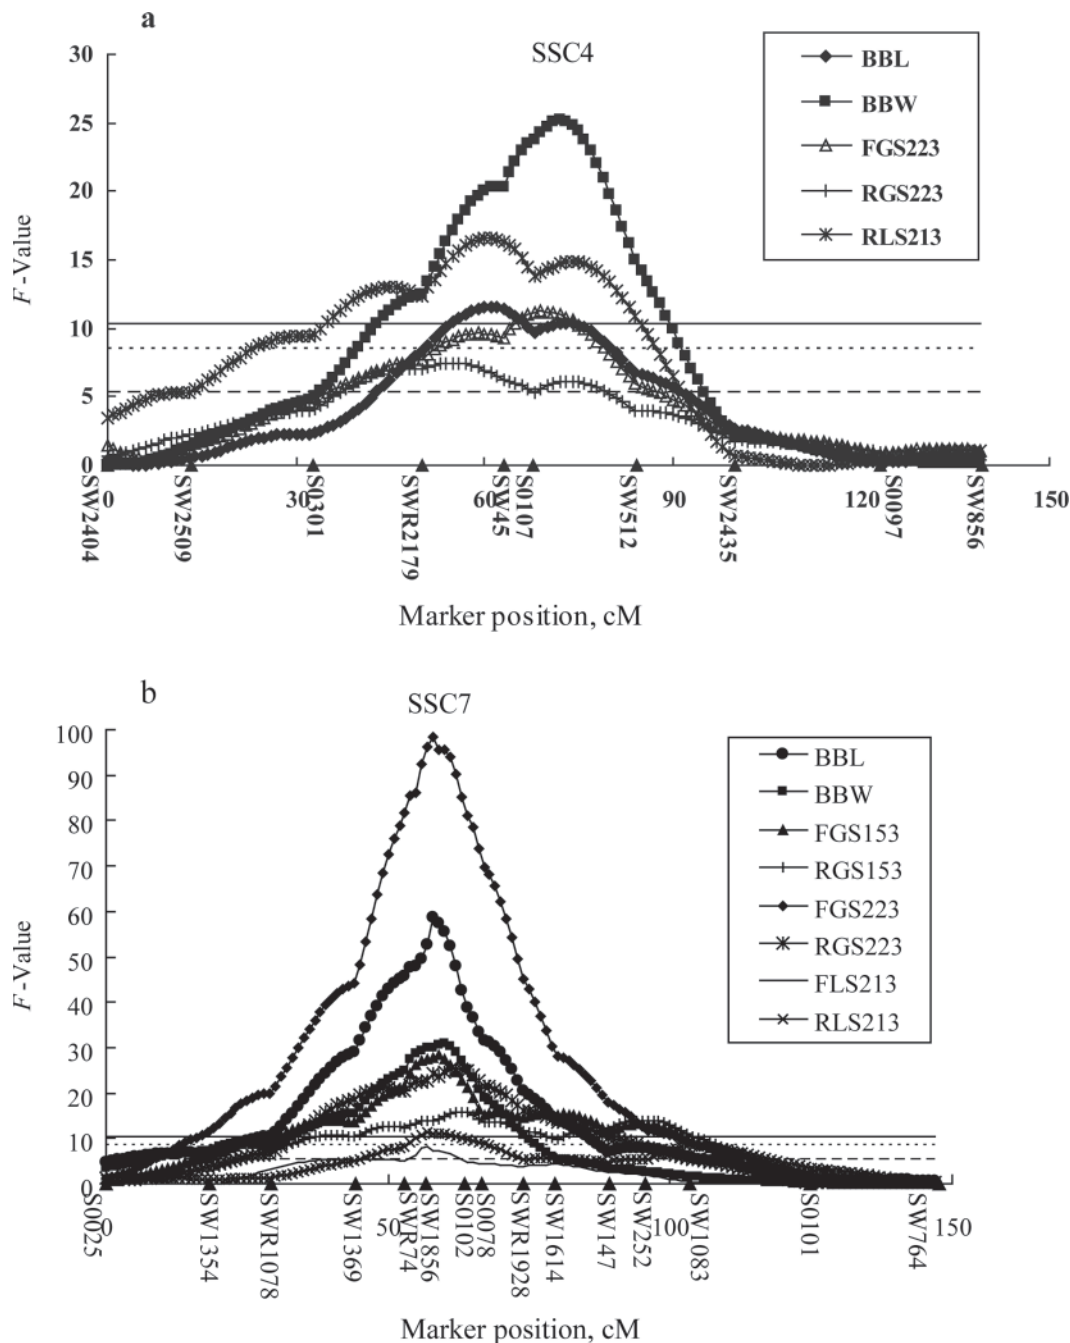 a
SSC4
30
25
20
15
10
5
0
F-Value
BBL
BBW
FGS223
RGS223
RLS213
0 30 60 90 120 150
SW2404 SW2509 S0301 SWR2179 SW45 S0107 SW512 SW2435 S0097 SW856
Marker position, cM
b
SSC7
100
90
80
70
60
50
40
30
20
10
0
F-Value
BBL
BBW
FGS153
RGS153
FGS223
RGS223
FLS213
RLS213
0 50 100 150
S0025 SW1354 SWR1078 SW1369 SWR74 SW1856 S0102 S0078 SWR1928 SW1614 SW147 SW252 SW1083 S0101 SW764
Marker position, cM